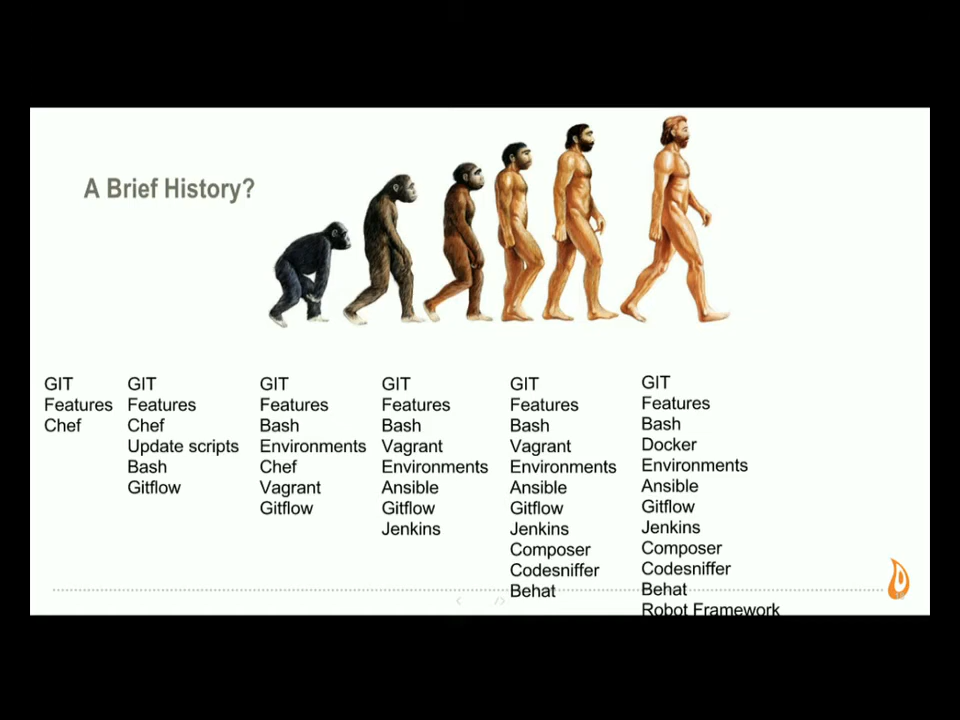 A Brief History?
GIT
Features
Chef
GIT
Features
Chef
Update scripts
Bash
Gitflow
GIT
Features
Bash
Environments
Chef
Vagrant
Gitflow
GIT
Features
Bash
Vagrant
Environments
Ansible
Gitflow
Jenkins
GIT
Features
Bash
Vagrant
Environments
Ansible
Gitflow
Jenkins
Composer
Codesniffer
Behat
GIT
Features
Bash
Docker
Environments
Ansible
Gitflow
Jenkins
Composer
Codesniffer
Behat
Robot Framework